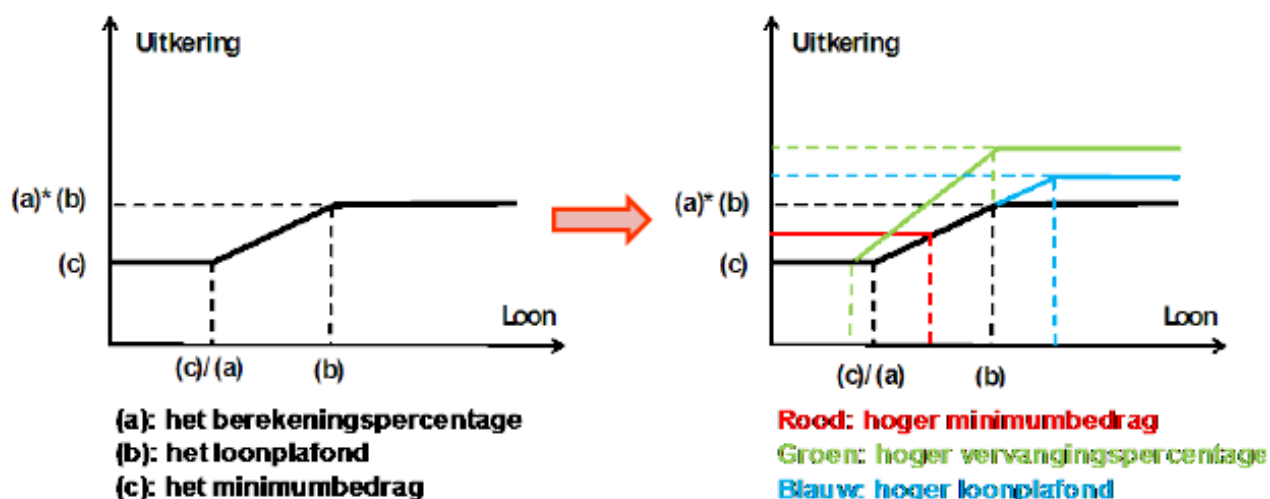 Uitkering
(a)* (b)
(c)
Loon
(c)/ (a)
(b)
(a): het berekeningspercentage
(b): het loonplafond
(c): het minimumbedrag
Uitkering
(a)* (b)
(c)
Loon
(c)/ (a)
(b)
Rood: hoger minimumbedrag
Groen: hoger vervangingspercentage
Blauw: hoger loonplafond